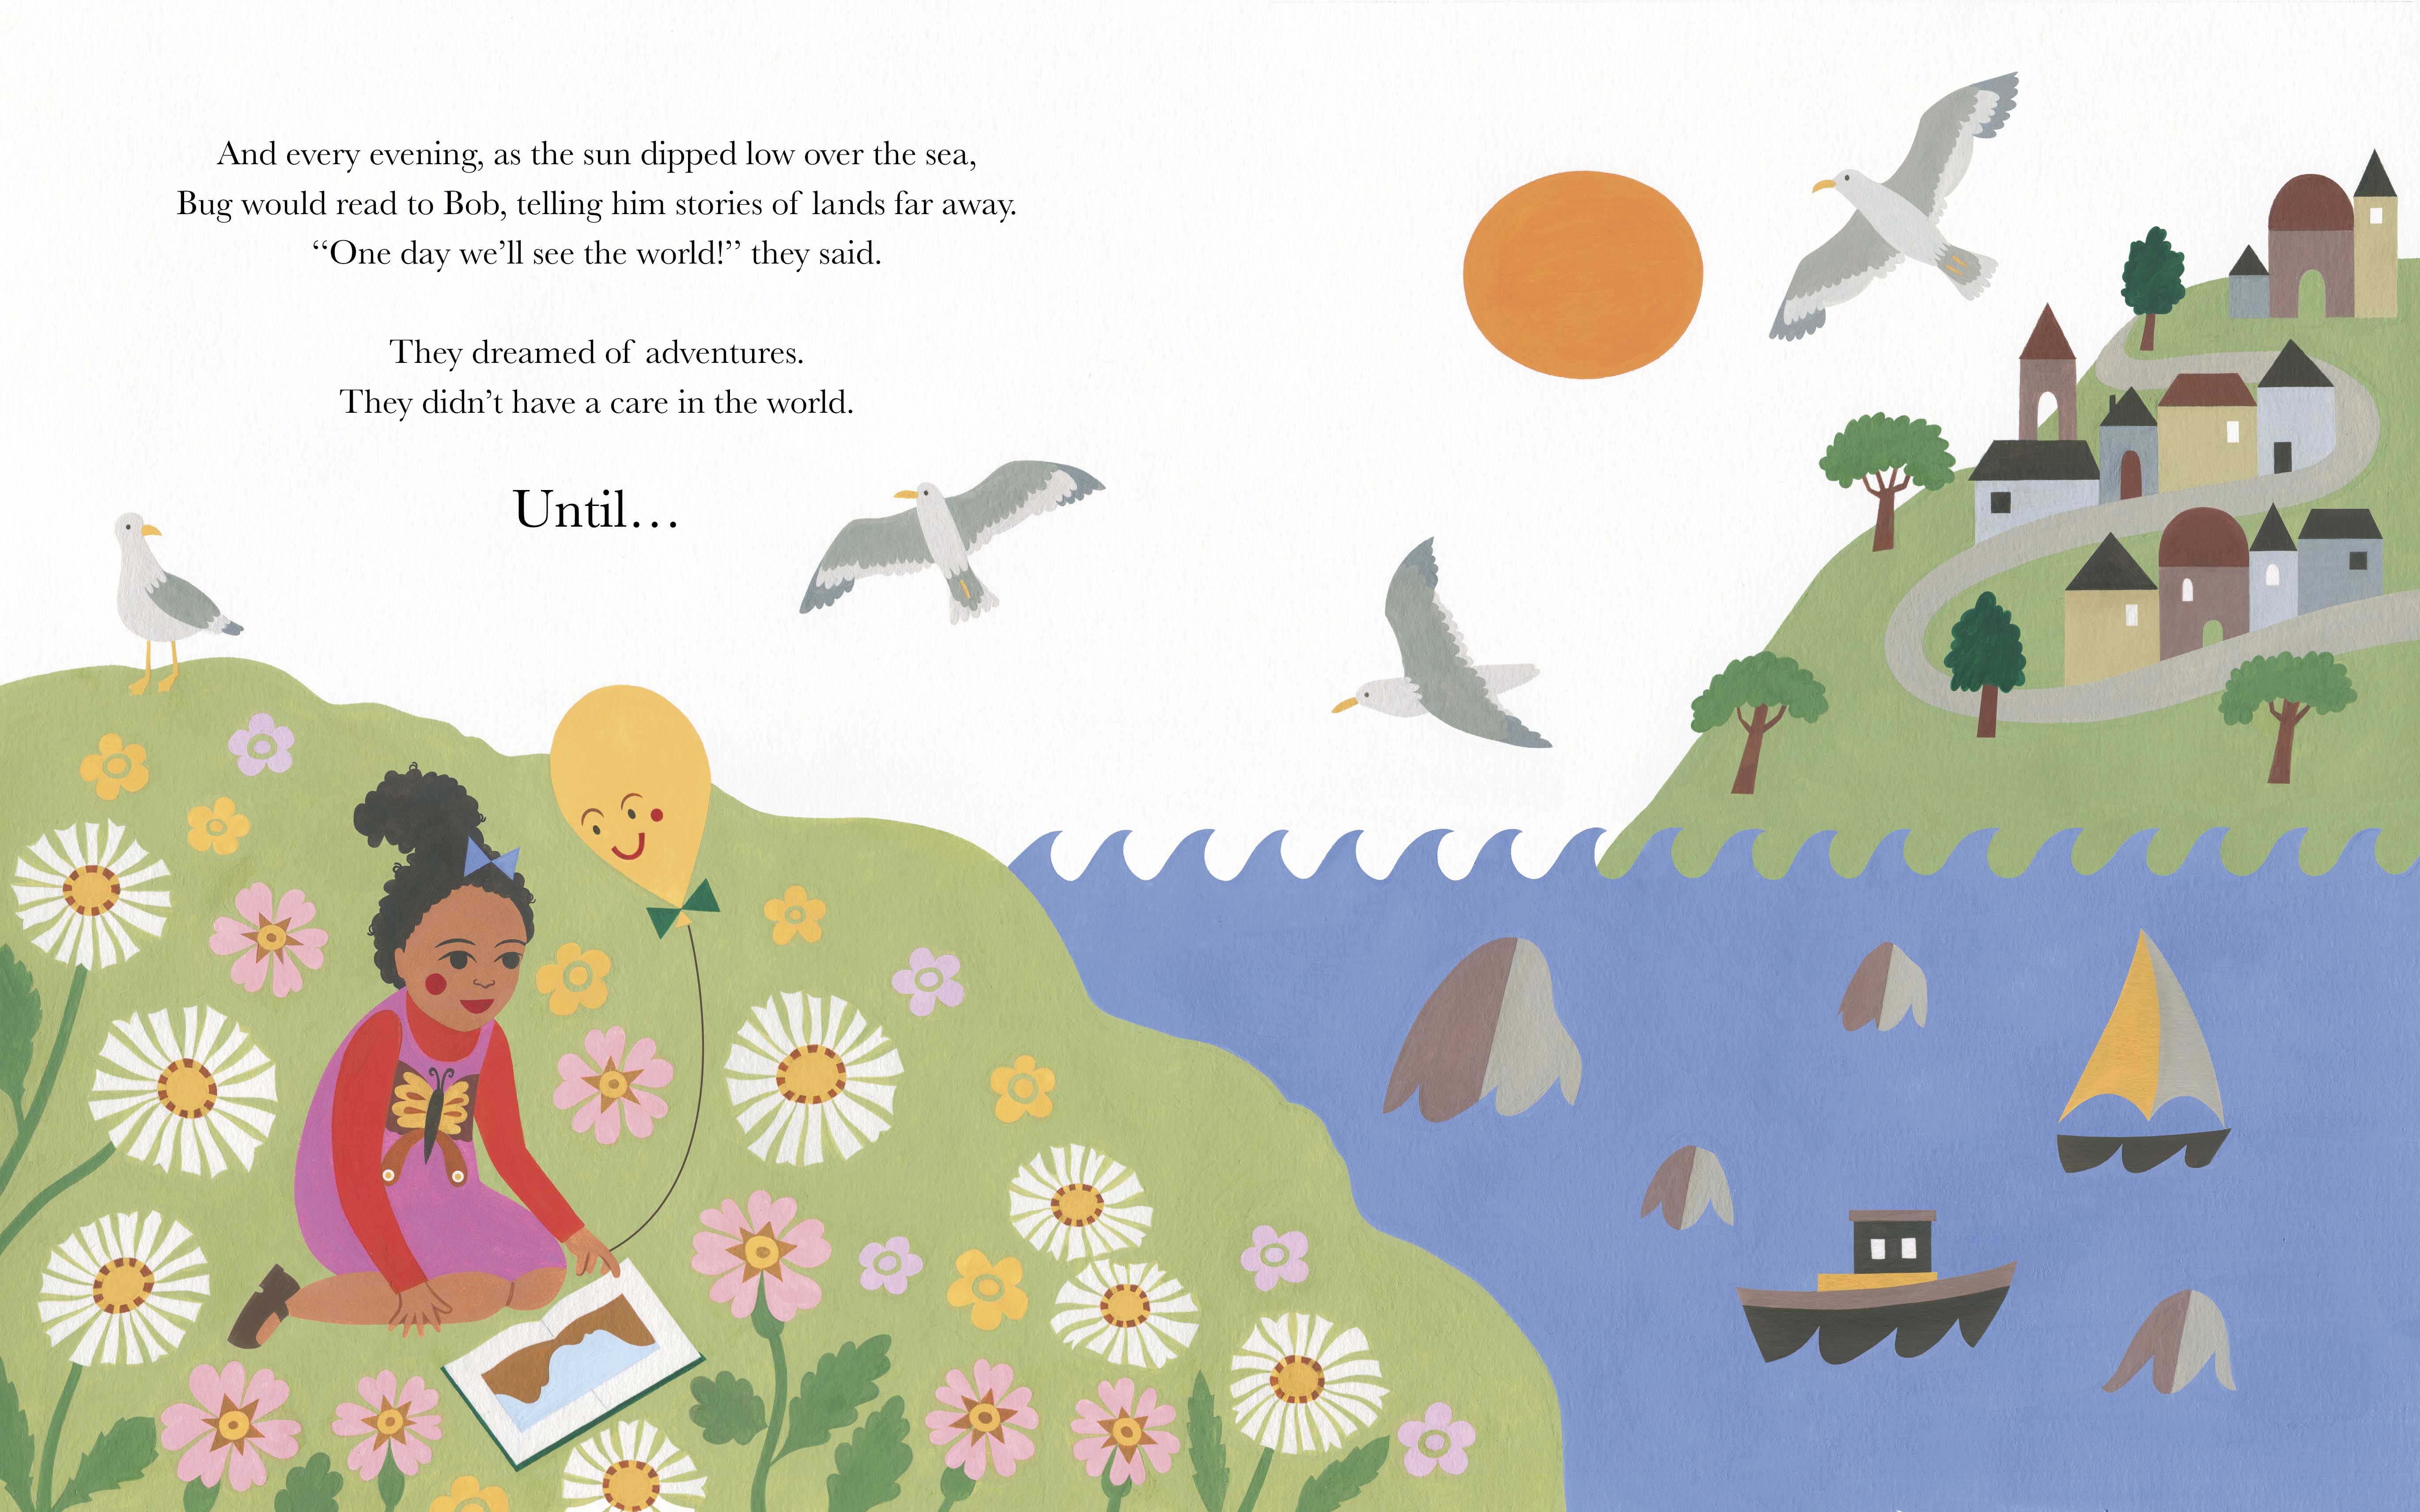 And every evening, as the sun dipped low over the sea,
Bug would read to Bob, telling him stories of lands far away.
“One day we’ll see the world!” they said.
They dreamed of adventures.
They didn’t have a care in the world.
Until…